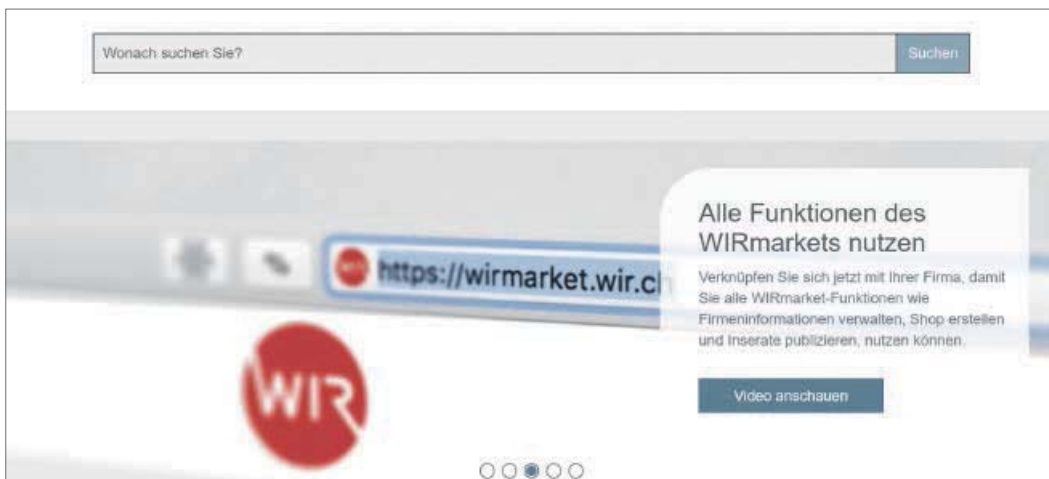 Wonach suchen Sie?
Suchen
Alle Funktionen des
WIRmarkets nutzen
https://wirmarket.wir.ch
Verknüpfen Sie sich jetzt mit Ihrer Firma, damit
Sie alle WIRmarket-Funktionen wie
Firmeninformationen verwalten, Shop erstellen
und Inserate publizieren, nutzen können.
WIR
Video anschauen